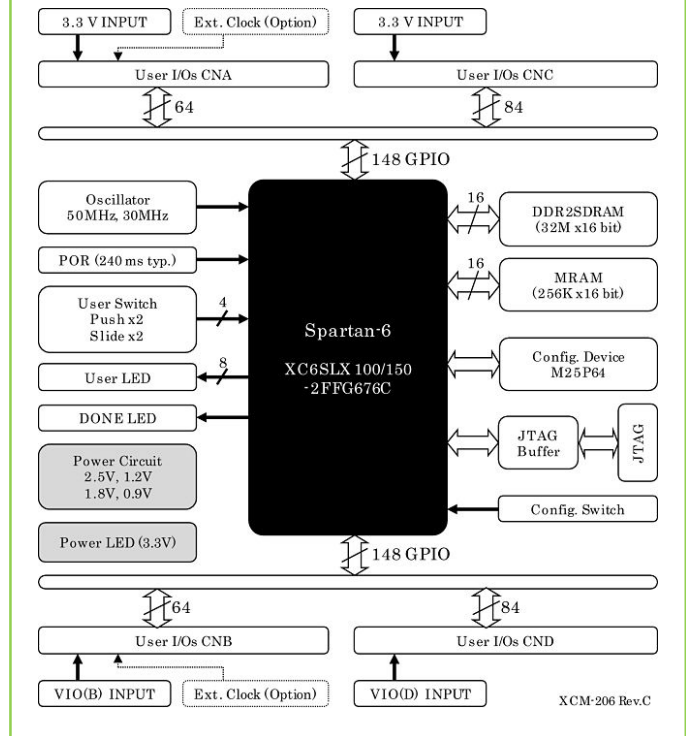 3.3 V INPUT
Ext. Clock (Option)
3.3 V INPUT
User I/Os CNA
User I/Os CNC
64
84
148 GPIO
Oscillator
50MHz, 30MHz
POR (240 ms typ.)
User Switch
Push x2
Slide x2
4
User LED
8
DONE LED
Power Circuit
2.5V, 1.2V
1.8V, 0.9V
Power LED (3.3V)
Spartan-6
XC6SLX 100/150
-2FFG676C
16
DDR2SDRAM
(32M x16 bit)
16
MRAM
(256K x16 bit)
Config. Device
M25P64
JTAG
Buffer
JTAG
Config. Switch
148 GPIO
64
84
User I/Os CNB
User I/Os CND
VIO(B) INPUT
Ext. Clock (Option)
VIO(D) INPUT
XCM-206 Rev.C